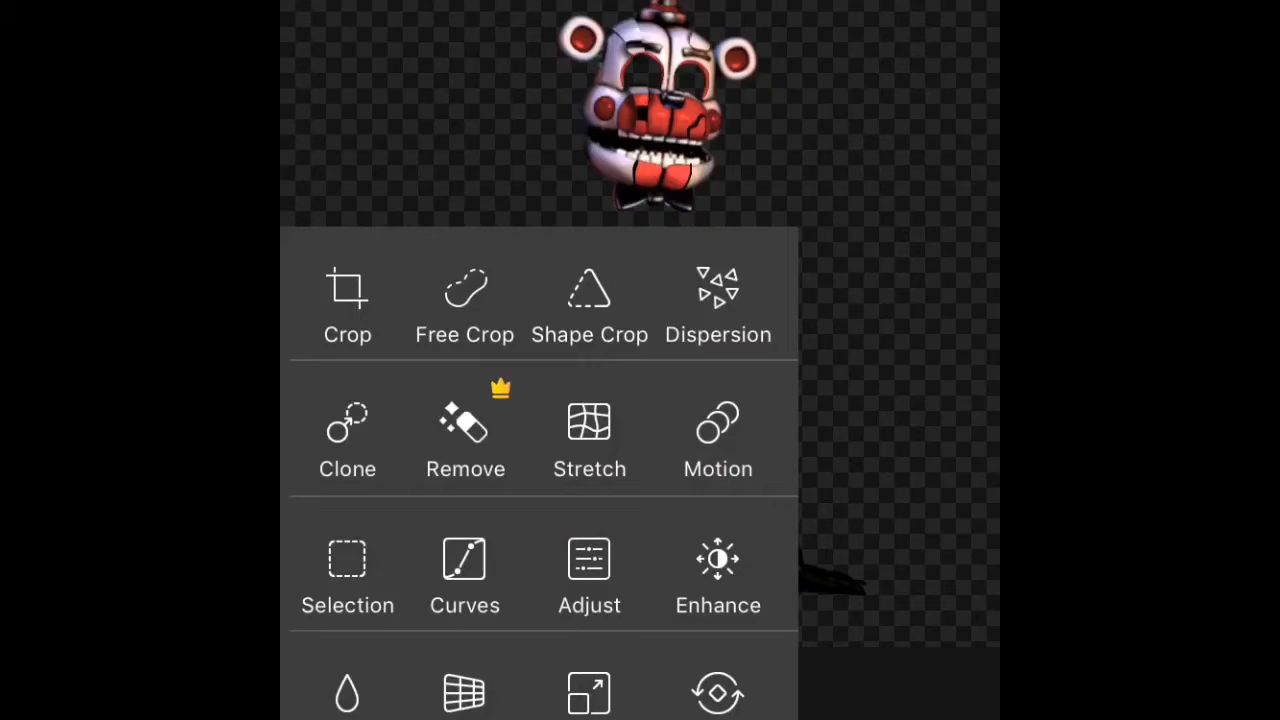 Crop Free Crop Shape Crop Dispersion
Clone Remove Stretch Motion
Selection Curves Adjust Enhance